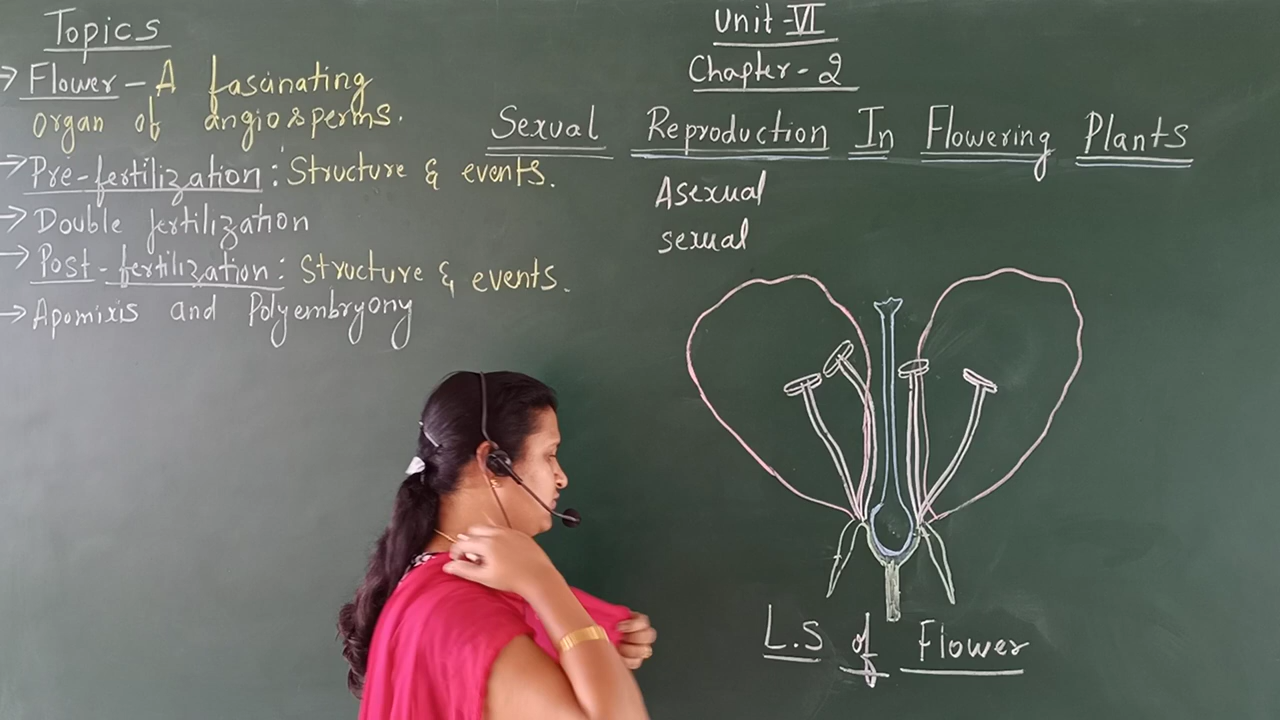 Topics
→ Flower - A fascinating
organ of angiosperms.
→ Pre-fertilization : Structure & events.
→ Double fertilization
→ Post-fertilization : Structure & events.
→ Apomixis and Polyembryony
Unit-VI
Chapter-2
Sexual Reproduction In Flowering Plants
Asexual
sexual
L.S of Flower